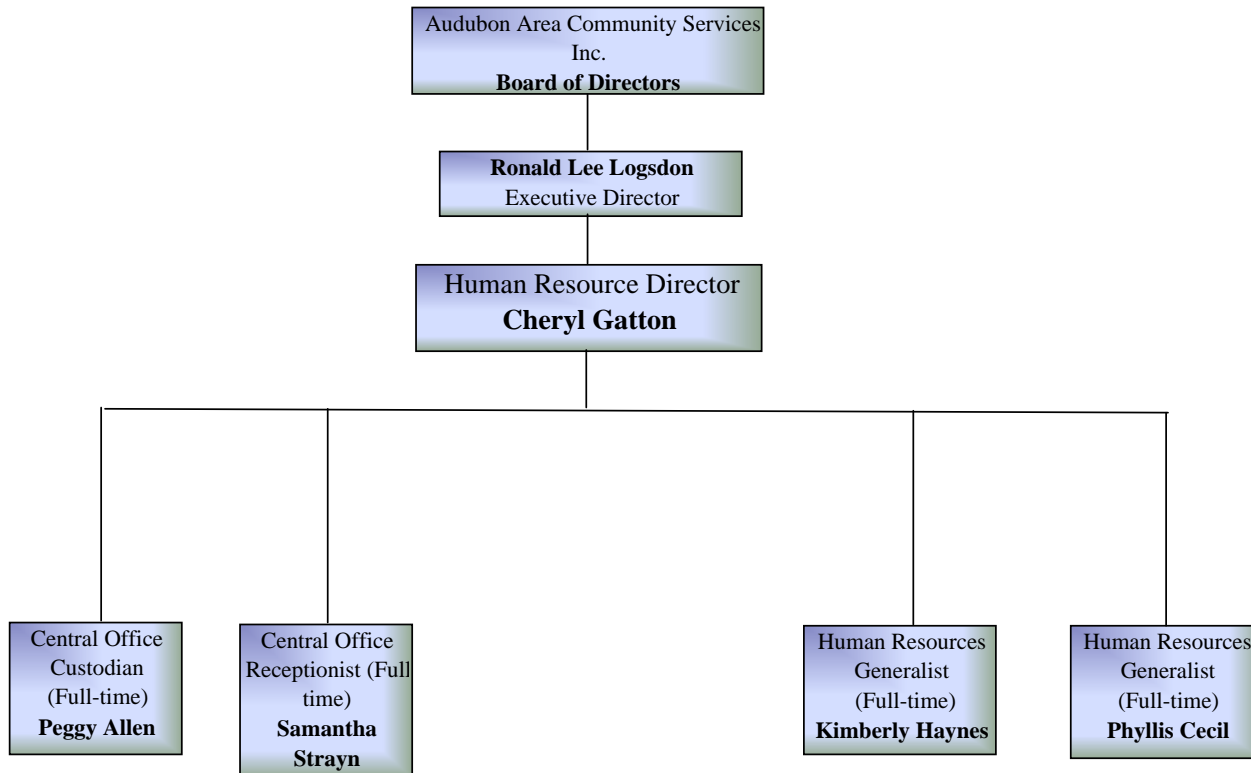 Audubon Area Community Services
Inc.
Board of Directors
Ronald Lee Logsdon
Executive Director
Human Resource Director
Cheryl Gatton
Central Office
Custodian
(Full-time)
Peggy Allen
Central Office
Receptionist (Full
time)
Samantha
Strayn
Human Resources
Generalist
(Full-time)
Kimberly Haynes
Human Resources
Generalist
(Full-time)
Phyllis Cecil